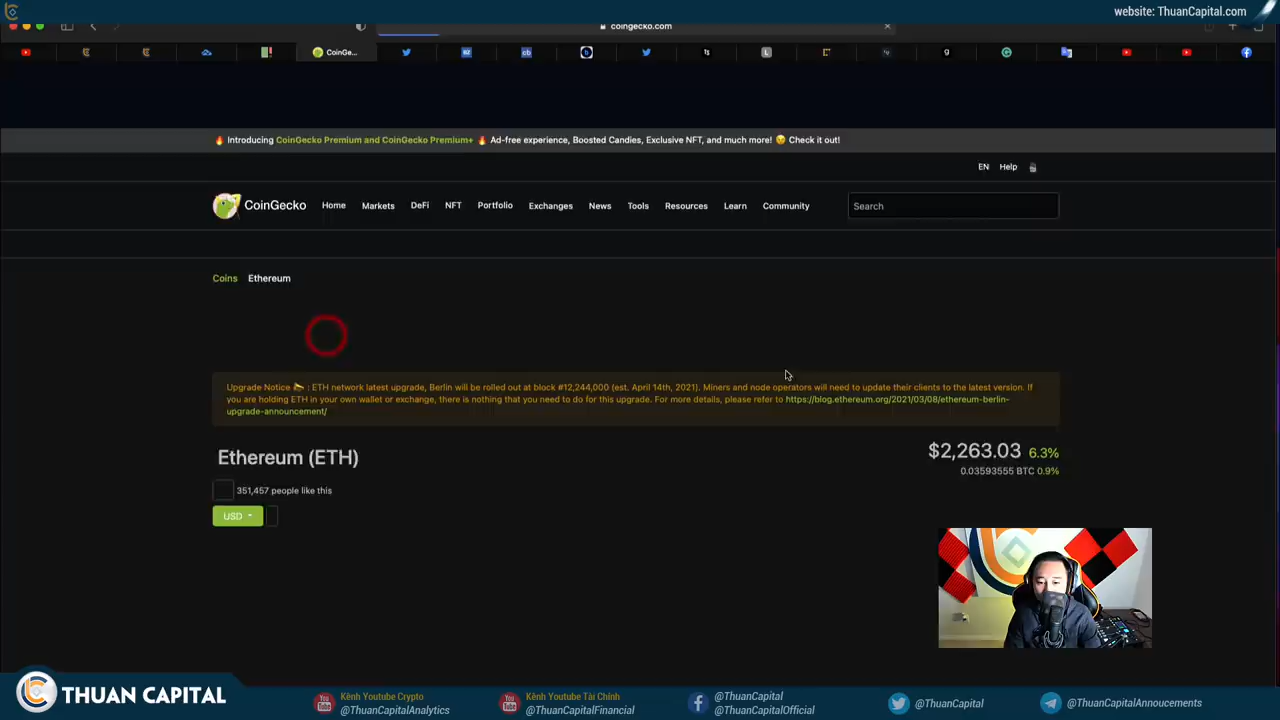 website: ThuanCapital.com
coingecko.com
CoinGe...
🔥 Introducing CoinGecko Premium and CoinGecko Premium+ 🔥 Ad-free experience, Boosted Candies, Exclusive NFT, and much more! 😉 Check it out!
EN Help
CoinGecko Home Markets DeFi NFT Portfolio Exchanges News Tools Resources Learn Community Search
Coins Ethereum
Upgrade Notice 📣 : ETH network latest upgrade, Berlin will be rolled out at block #12,244,000 (est. April 14th, 2021). Miners and node operators will need to update their clients to the latest version. If
you are holding ETH in your own wallet or exchange, there is nothing that you need to do for this upgrade. For more details, please refer to https://blog.ethereum.org/2021/03/08/ethereum-berlin-
upgrade-announcement/
Ethereum (ETH)
$2,263.03 6.3%
0.03593555 BTC 0.9%
351,457 people like this
USD
THUAN CAPITAL
Kênh Youtube Crypto
@ThuanCapitalAnalytics
Kênh Youtube Tài Chính
@ThuanCapitalFinancial
@ThuanCapital
@ThuanCapitalOfficial
@ThuanCapital
@ThuanCapitalAnnoucements